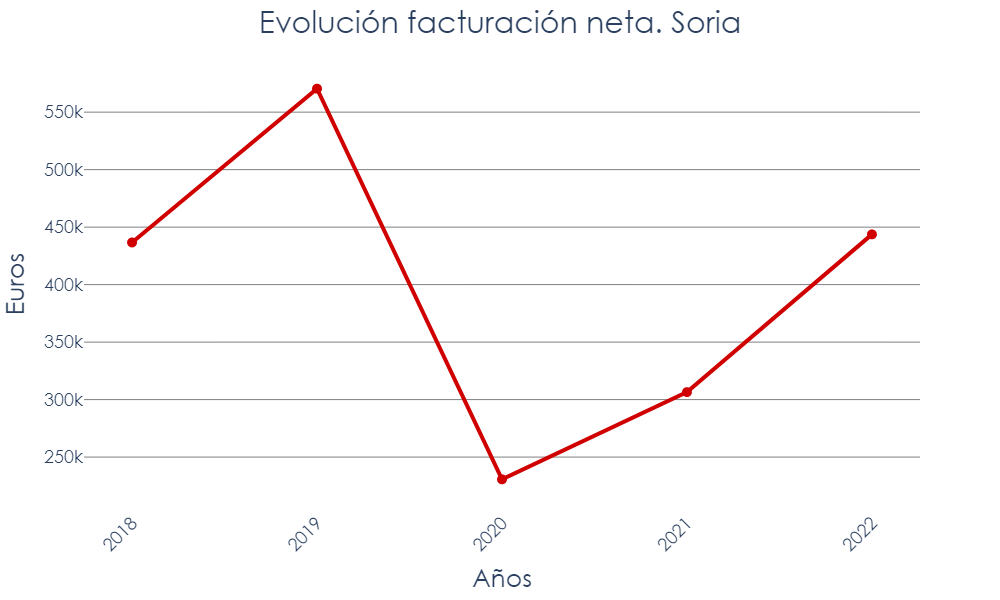 Evolución facturación neta. Soria
550k
500k
450k
400k
350k
300k
250k
Euros
2018
2019
2020
2021
2022
Años